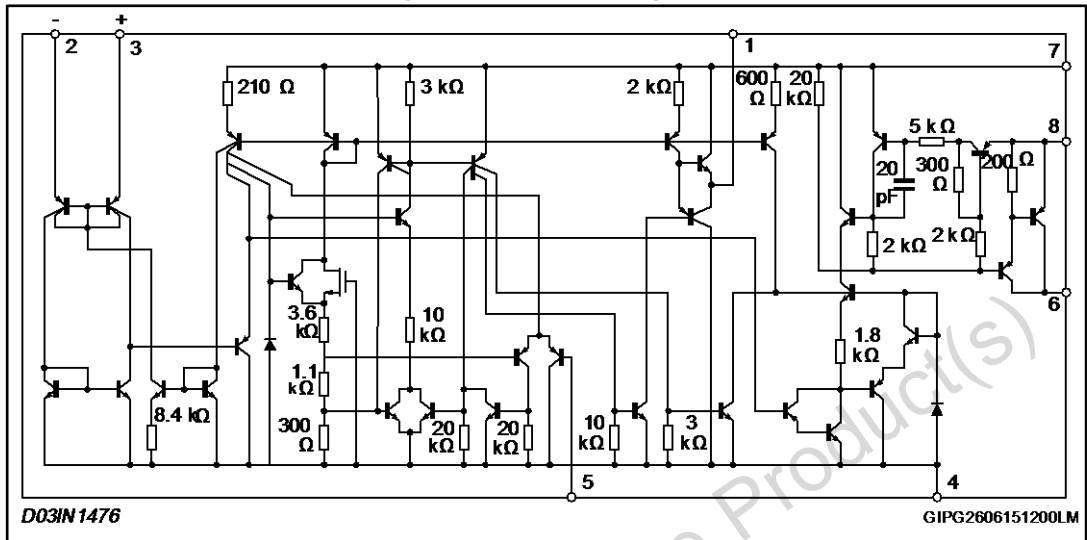 - +
2 3 1 7
210 Ω 3 kΩ 2 kΩ 600 Ω 20 kΩ
5 kΩ 8
20 pF 300 Ω 200 Ω
2 kΩ 2 kΩ
6
3.6 kΩ 10 kΩ 1.8 kΩ
1.1 kΩ
8.4 kΩ 300 Ω 20 kΩ 20 kΩ 10 kΩ 3 kΩ
5 4
D03IN1476 GIPG2606151200LM
Product(s)